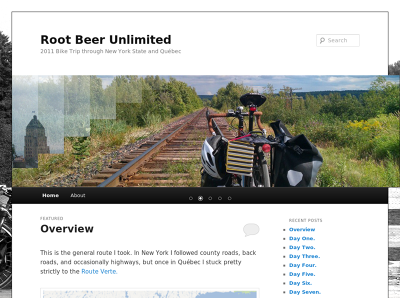 Root Beer Unlimited
2011 Bike Trip through New York State and Québec
Search
Home About
FEATURED
Overview
This is the general route I took. In New York I followed county roads, back
roads, and occasionally highways, but once in Québec I stuck pretty
strictly to the Route Verte.
RECENT POSTS
Overview
Day One.
Day Two.
Day Three.
Day Four.
Day Five.
Day Six.
Day Seven.